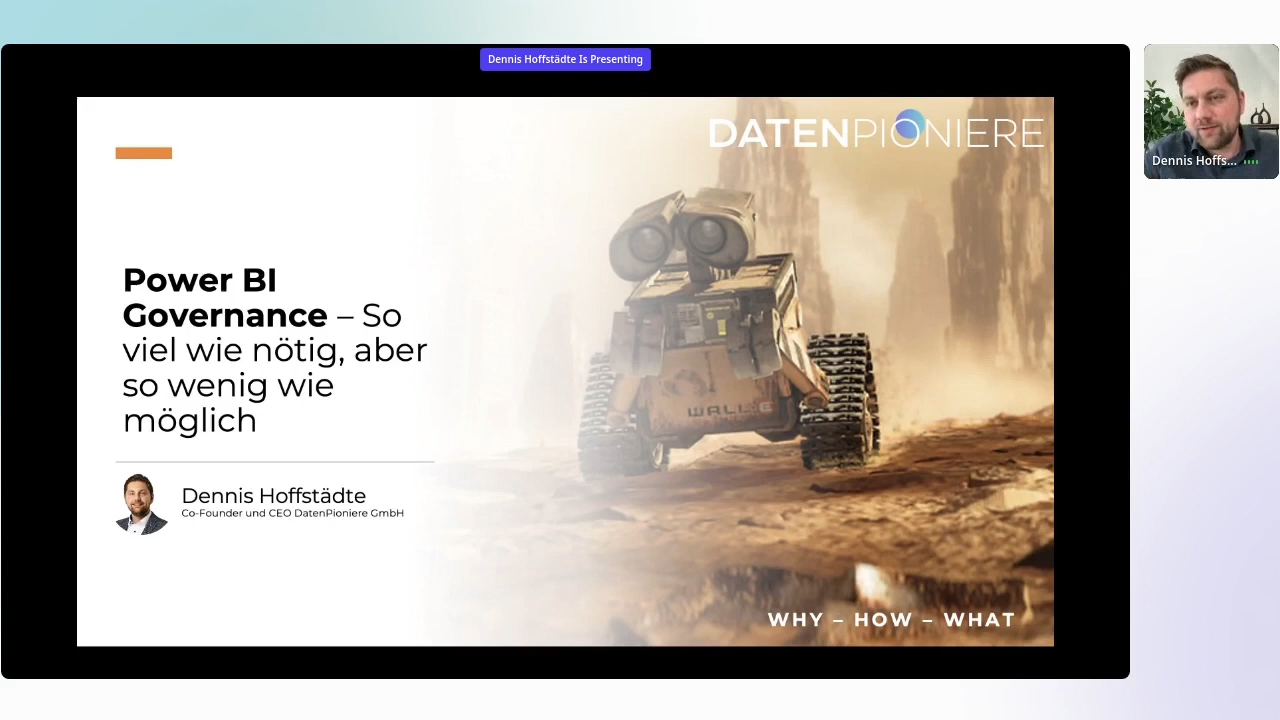 Dennis Hoffstädte Is Presenting
DATENPIONIERE
Dennis Hoffs...
Power BI
Governance – So
viel wie nötig, aber
so wenig wie
möglich
WALL·E
Dennis Hoffstädte
Co-Founder und CEO DatenPioniere GmbH
WHY – HOW – WHAT